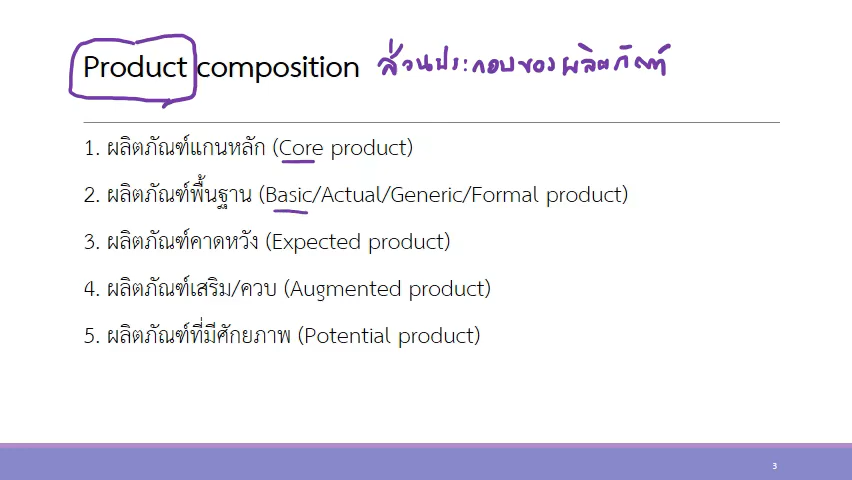 Product composition ส่วนประกอบของผลิตภัณฑ์
1. ผลิตภัณฑ์แกนหลัก (Core product)
2. ผลิตภัณฑ์พื้นฐาน (Basic/Actual/Generic/Formal product)
3. ผลิตภัณฑ์คาดหวัง (Expected product)
4. ผลิตภัณฑ์เสริม/ควบ (Augmented product)
5. ผลิตภัณฑ์ที่มีศักยภาพ (Potential product)
3